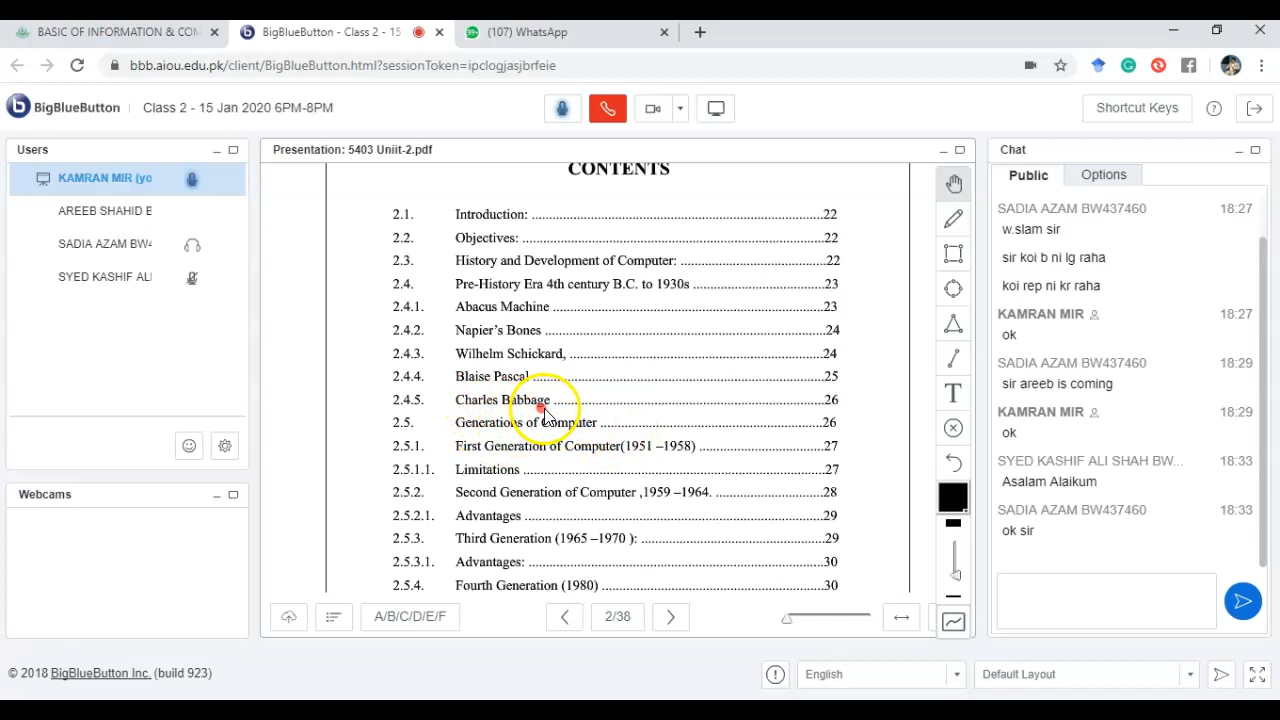 BASIC OF INFORMATION & COM
BigBlueButton - Class 2 - 15
99+ (107) WhatsApp
bbb.aiou.edu.pk/client/BigBlueButton.html?sessionToken=ipclogjasjbrfeie
BigBlueButton
Class 2 - 15 Jan 2020 6PM-8PM
Shortcut Keys
Users
KAMRAN MIR (yo
AREEB SHAHID B
SADIA AZAM BW4
SYED KASHIF ALI
Webcams
Presentation: 5403 Uniit-2.pdf
CONTENTS
2.1. Introduction: ........22
2.2. Objectives: ........22
2.3. History and Development of Computer: ........22
2.4. Pre-History Era 4th century B.C. to 1930s ........23
2.4.1. Abacus Machine ........23
2.4.2. Napier's Bones ........24
2.4.3. Wilhelm Schickard, ........24
2.4.4. Blaise Pascal ........25
2.4.5. Charles Babbage ........26
2.5. Generations of Computer ........26
2.5.1. First Generation of Computer(1951 –1958) ........27
2.5.1.1. Limitations ........27
2.5.2. Second Generation of Computer ,1959 –1964. ........28
2.5.2.1. Advantages ........29
2.5.3. Third Generation (1965 –1970 ): ........29
2.5.3.1. Advantages: ........30
2.5.4. Fourth Generation (1980) ........30
A/B/C/D/E/F
2/38
T
Chat
Public
Options
SADIA AZAM BW437460 18:27
w.slam sir
sir koi b ni lg raha
koi rep ni kr raha
KAMRAN MIR 18:27
ok
SADIA AZAM BW437460 18:29
sir areeb is coming
KAMRAN MIR 18:29
ok
SYED KASHIF ALI SHAH BW... 18:33
Asalam Alaikum
SADIA AZAM BW437460 18:33
ok sir
© 2018 BigBlueButton Inc. (build 923)
English
Default Layout